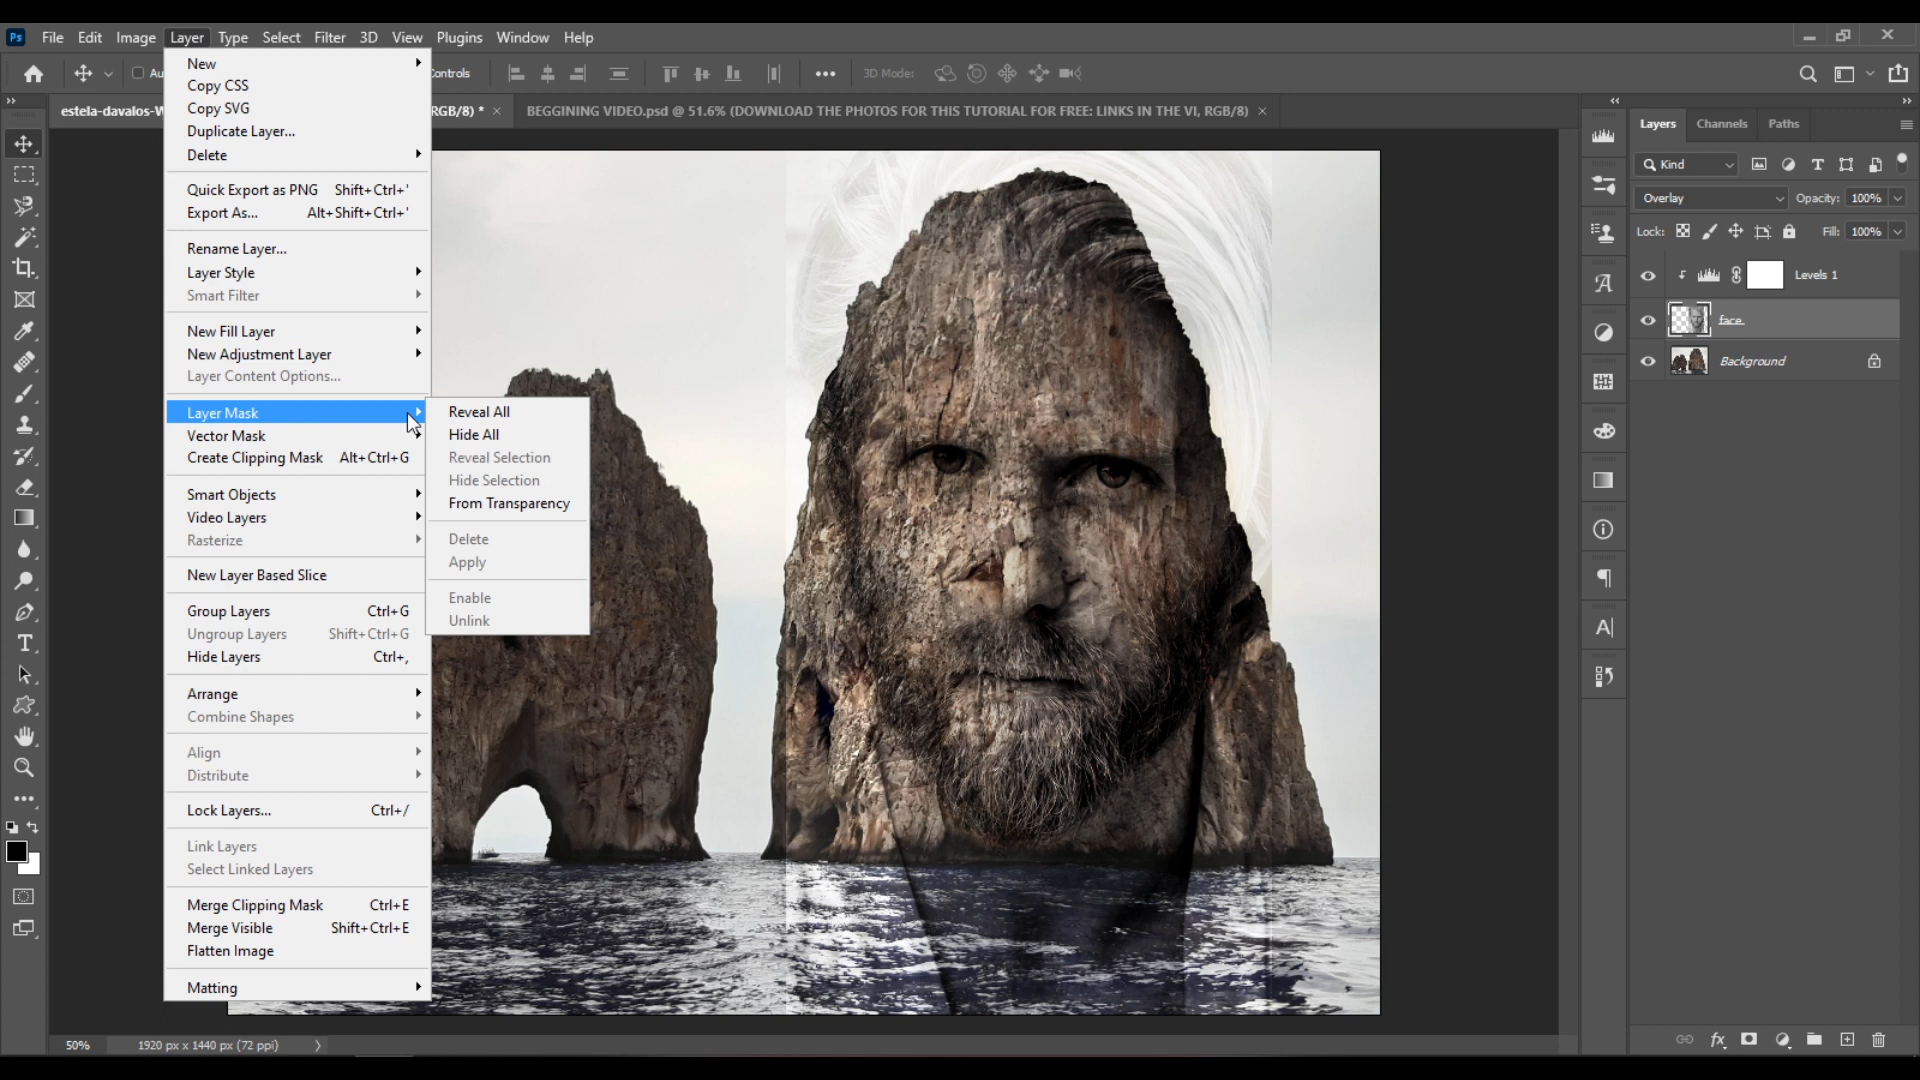 Ps File Edit Image Layer Type Select Filter 3D View Plugins Window Help
Au
ontrols
3D Mode:
estela-davalos-W
RGB/8) * ×
BEGGINING VIDEO.psd @ 51.6% (DOWNLOAD THE PHOTOS FOR THIS TUTORIAL FOR FREE: LINKS IN THE VI, RGB/8) ×
New
Copy CSS
Copy SVG
Duplicate Layer...
Delete
Quick Export as PNG Shift+Ctrl+'
Export As... Alt+Shift+Ctrl+'
Rename Layer...
Layer Style
Smart Filter
New Fill Layer
New Adjustment Layer
Layer Content Options...
Layer Mask
Vector Mask
Create Clipping Mask Alt+Ctrl+G
Smart Objects
Video Layers
Rasterize
New Layer Based Slice
Group Layers Ctrl+G
Ungroup Layers Shift+Ctrl+G
Hide Layers Ctrl+,
Arrange
Combine Shapes
Align
Distribute
Lock Layers... Ctrl+/
Link Layers
Select Linked Layers
Merge Clipping Mask Ctrl+E
Merge Visible Shift+Ctrl+E
Flatten Image
Matting
Reveal All
Hide All
Reveal Selection
Hide Selection
From Transparency
Delete
Apply
Enable
Unlink
Layers Channels Paths
Kind
Overlay Opacity: 100%
Lock: Fill: 100%
Levels 1
face
Background
50% 1920 px x 1440 px (72 ppi)